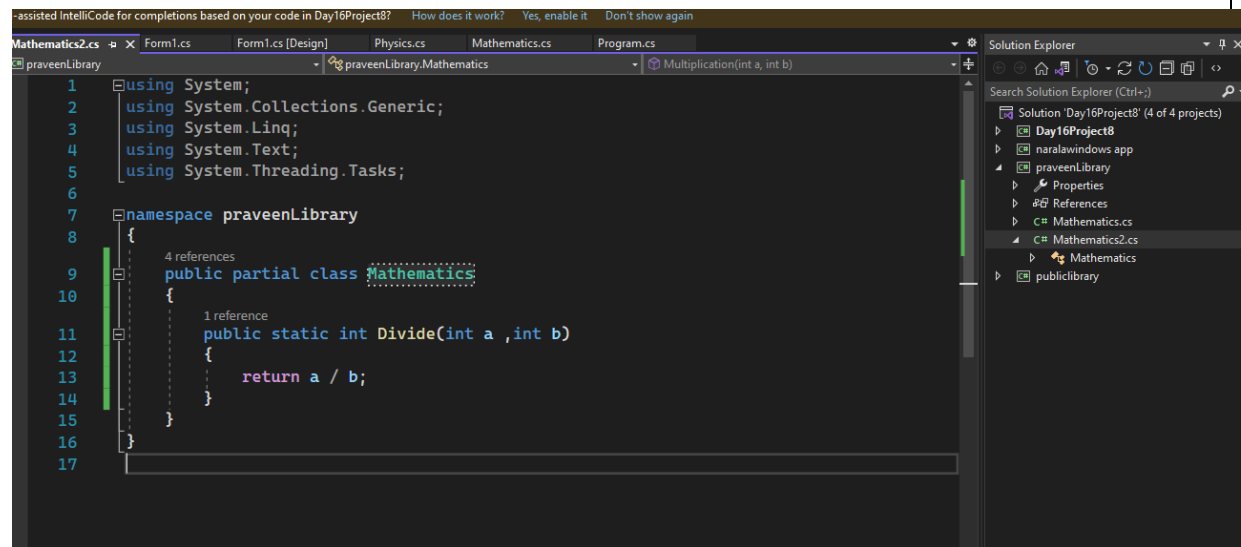 -assisted IntelliCode for completions based on your code in Day16Project8? How does it work? Yes, enable it Don't show again
Mathematics2.cs Form1.cs Form1.cs [Design] Physics.cs Mathematics.cs Program.cs
praveenLibrary praveenLibrary.Mathematics Multiplication(int a, int b)
1 using System;
2 using System.Collections.Generic;
3 using System.Linq;
4 using System.Text;
5 using System.Threading.Tasks;
6
7 namespace praveenLibrary
8 {
4 references
9 public partial class Mathematics
10 {
1 reference
11 public static int Divide(int a ,int b)
12 {
13 return a / b;
14 }
15 }
16 }
17
Solution Explorer
Search Solution Explorer (Ctrl+;)
Solution 'Day16Project8' (4 of 4 projects)
C# Day16Project8
C# naralawindows app
C# praveenLibrary
Properties
References
C# Mathematics.cs
C# Mathematics2.cs
Mathematics
C# publiclibrary